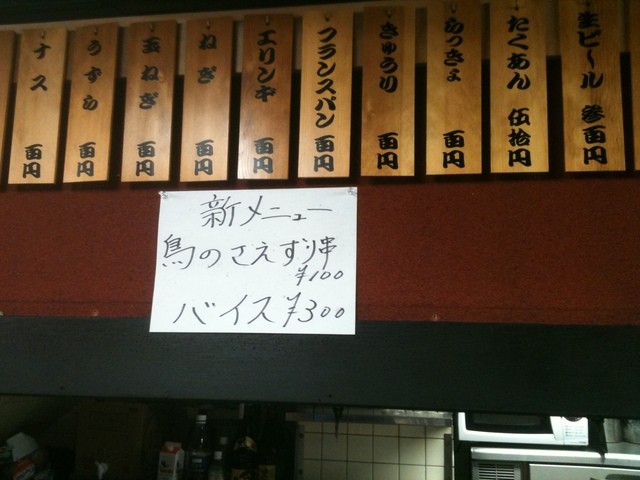 生ビール 参百円
たくあん 伍拾円
らっきょ 百円
きゅうり 百円
フランスパン 百円
エリンギ 百円
ねぎ 百円
玉ねぎ 百円
うずら 百円
ナス 百円
新メニュー
鳥のさえずり串
¥100
バイス¥300